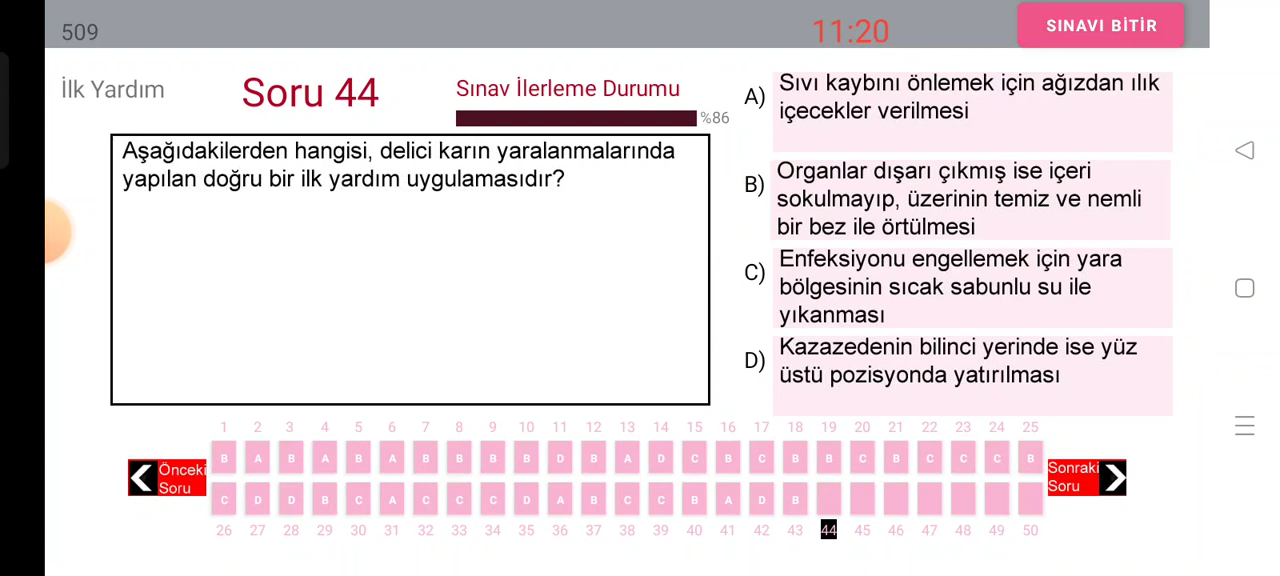 509
11:20
SINAVI BİTİR
İlk Yardım
Soru 44
Sınav İlerleme Durumu
%86
Aşağıdakilerden hangisi, delici karın yaralanmalarında
yapılan doğru bir ilk yardım uygulamasıdır?
A)
Sıvı kaybını önlemek için ağızdan ılık
içecekler verilmesi
B)
Organlar dışarı çıkmış ise içeri
sokulmayıp, üzerinin temiz ve nemli
bir bez ile örtülmesi
C)
Enfeksiyonu engellemek için yara
bölgesinin sıcak sabunlu su ile
yıkanması
D)
Kazazedenin bilinci yerinde ise yüz
üstü pozisyonda yatırılması
1 2 3 4 5 6 7 8 9 10 11 12 13 14 15 16 17 18 19 20 21 22 23 24 25
B A B A B A B B B B D B A D C B C B B C B C C C B
Önceki
Soru
Sonraki
Soru
C D D B C A C C C D A B C C B A D B
26 27 28 29 30 31 32 33 34 35 36 37 38 39 40 41 42 43 44 45 46 47 48 49 50